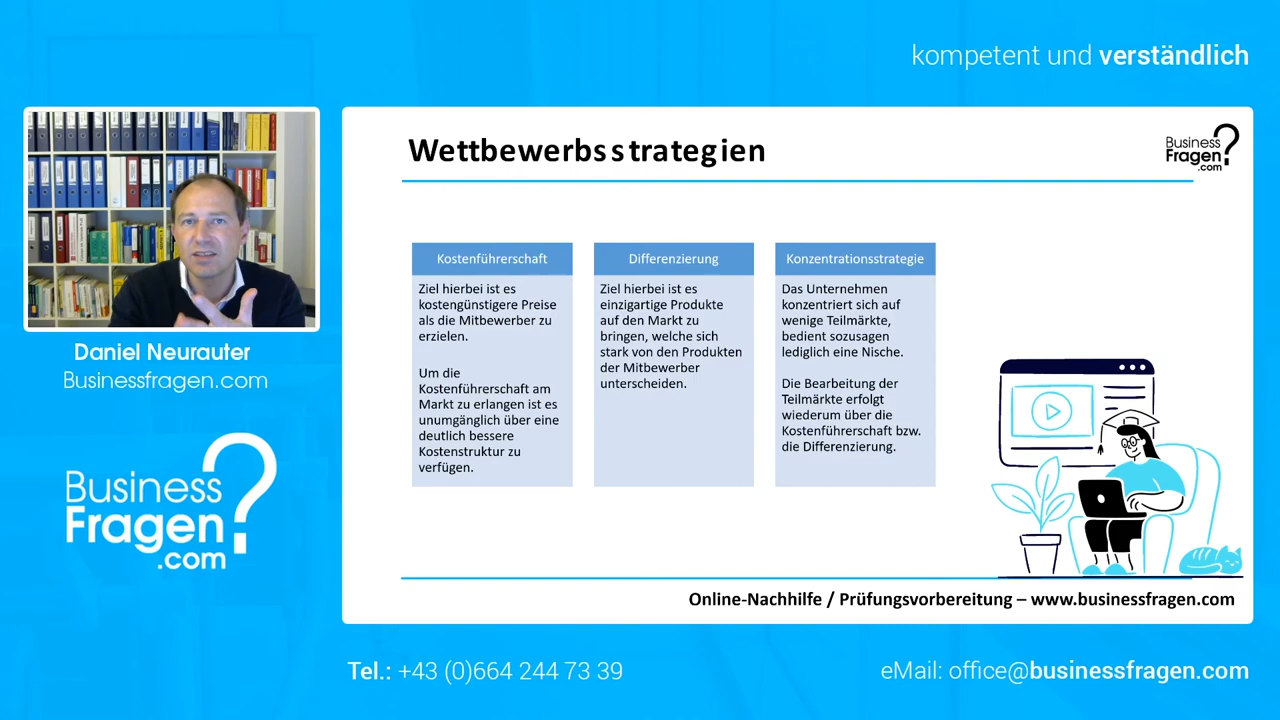 kompetent und verständlich
Wettbewerbsstrategien
Business
Fragen?
.com
Kostenführerschaft
Ziel hierbei ist es
kostengünstigere Preise
als die Mitbewerber zu
erzielen.
Um die
Kostenführerschaft am
Markt zu erlangen ist es
unumgänglich über eine
deutlich bessere
Kostenstruktur zu
verfügen.
Differenzierung
Ziel hierbei ist es
einzigartige Produkte
auf den Markt zu
bringen, welche sich
stark von den Produkten
der Mitbewerber
unterscheiden.
Konzentrationsstrategie
Das Unternehmen
konzentriert sich auf
wenige Teilmärkte,
bedient sozusagen
lediglich eine Nische.
Die Bearbeitung der
Teilmärkte erfolgt
wiederum über die
Kostenführerschaft bzw.
die Differenzierung.
Daniel Neurauter
Businessfragen.com
Business
Fragen?
.com
Online-Nachhilfe / Prüfungsvorbereitung – www.businessfragen.com
Tel.: +43 (0)664 244 73 39
eMail: office@businessfragen.com